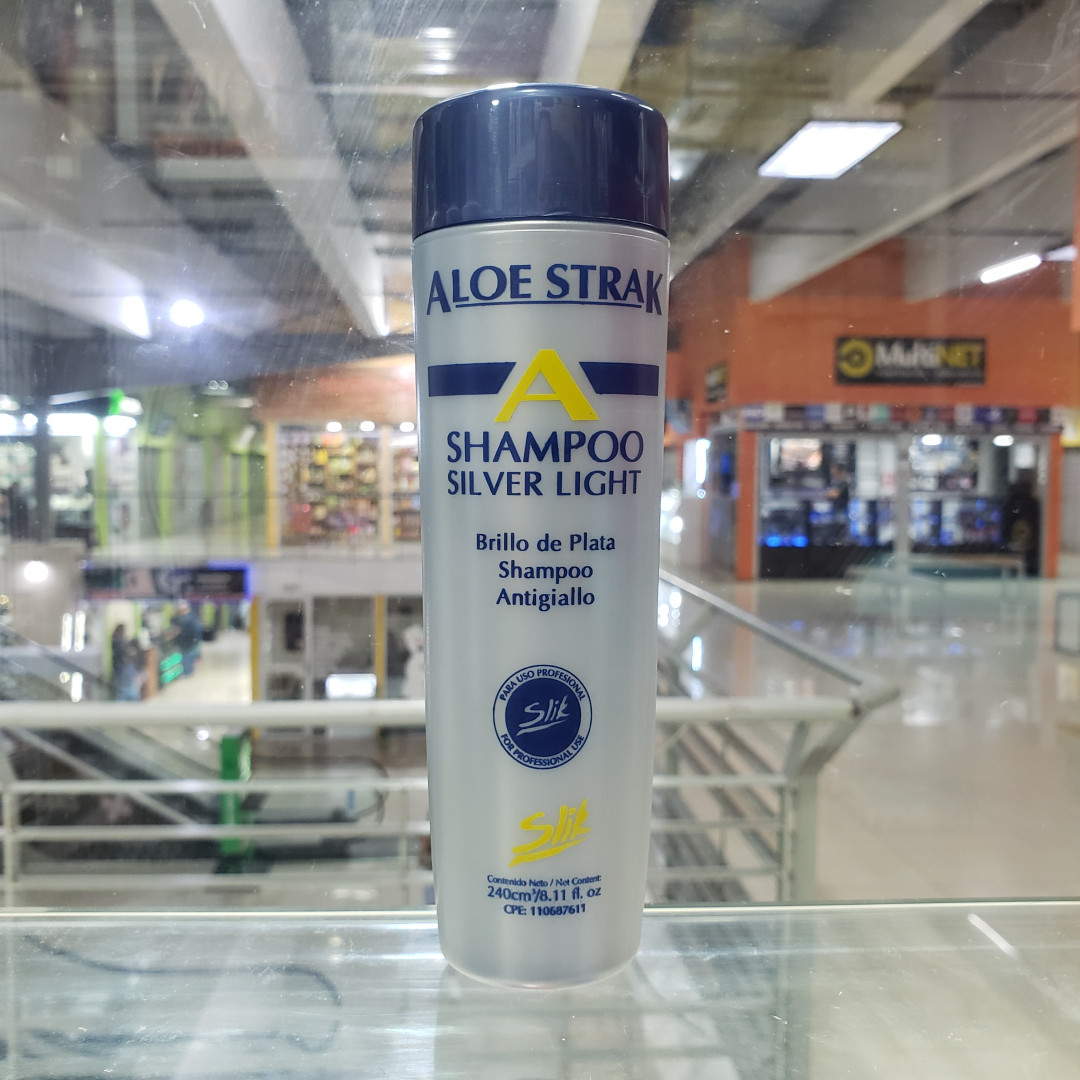 ALOE STRAK
A
SHAMPOO
SILVER LIGHT
Brillo de Plata
Shampoo
Antigiallo
PARA USO PROFESIONAL
Slik
FOR PROFESSIONAL USE
Slik
Contenido Neto / Net Content:
240cm³/8.11 fl. oz
CPE: 110687611
MultiNET